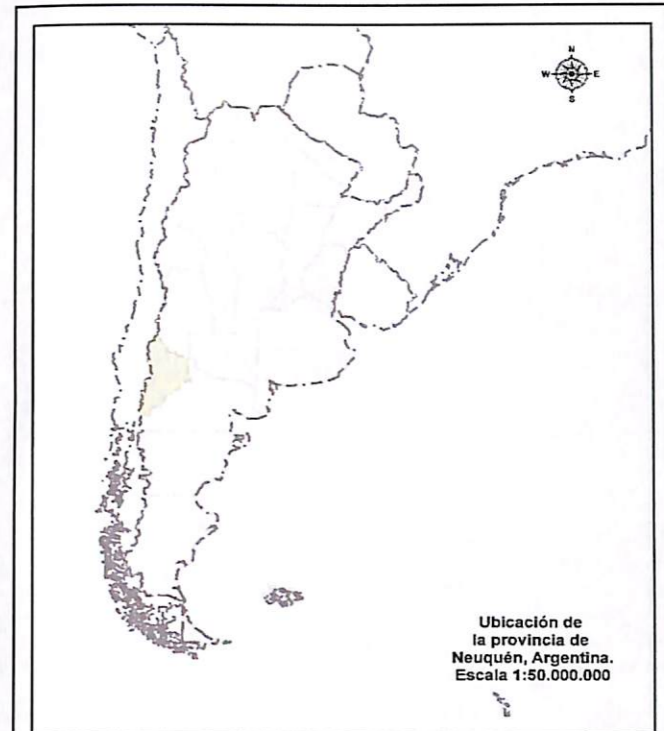 N
W E
S
Ubicación de
la provincia de
Neuquén, Argentina.
Escala 1:50.000.000